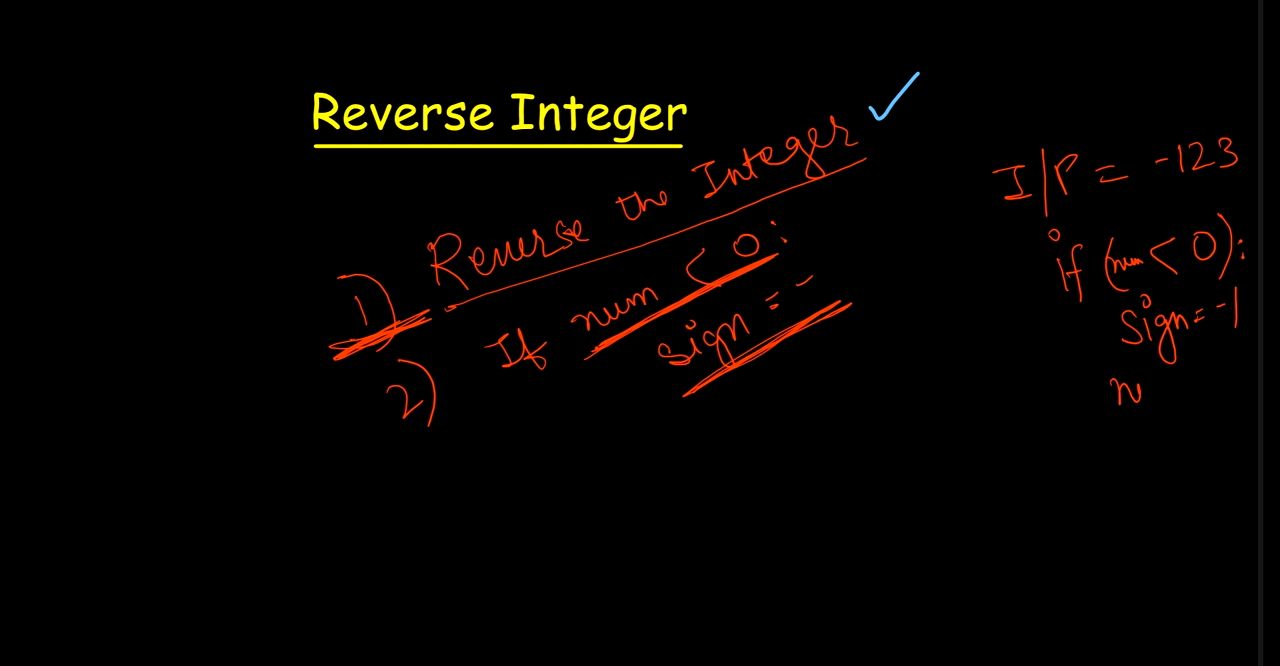 Reverse Integer
1) Reverse the Integer
2) If num < 0:
sign = -
I/P = -123
if (num < 0):
sign = -1
n